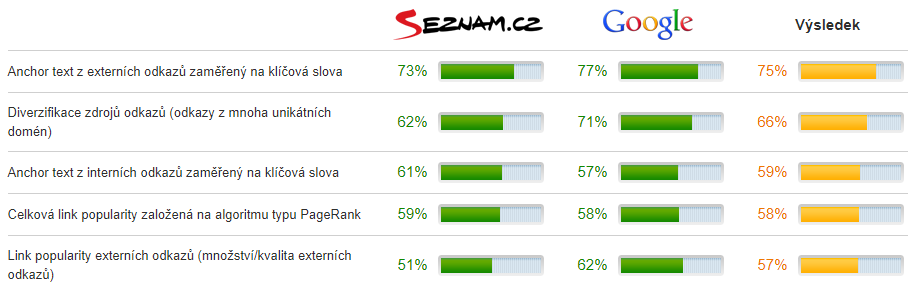 SEZNAM.CZ Google Výsledek
Anchor text z externích odkazů zaměřený na klíčová slova 73% 77% 75%
Diverzifikace zdrojů odkazů (odkazy z mnoha unikátních
domén) 62% 71% 66%
Anchor text z interních odkazů zaměřený na klíčová slova 61% 57% 59%
Celková link popularity založená na algoritmu typu PageRank 59% 58% 58%
Link popularity externích odkazů (množství/kvalita externích
odkazů) 51% 62% 57%